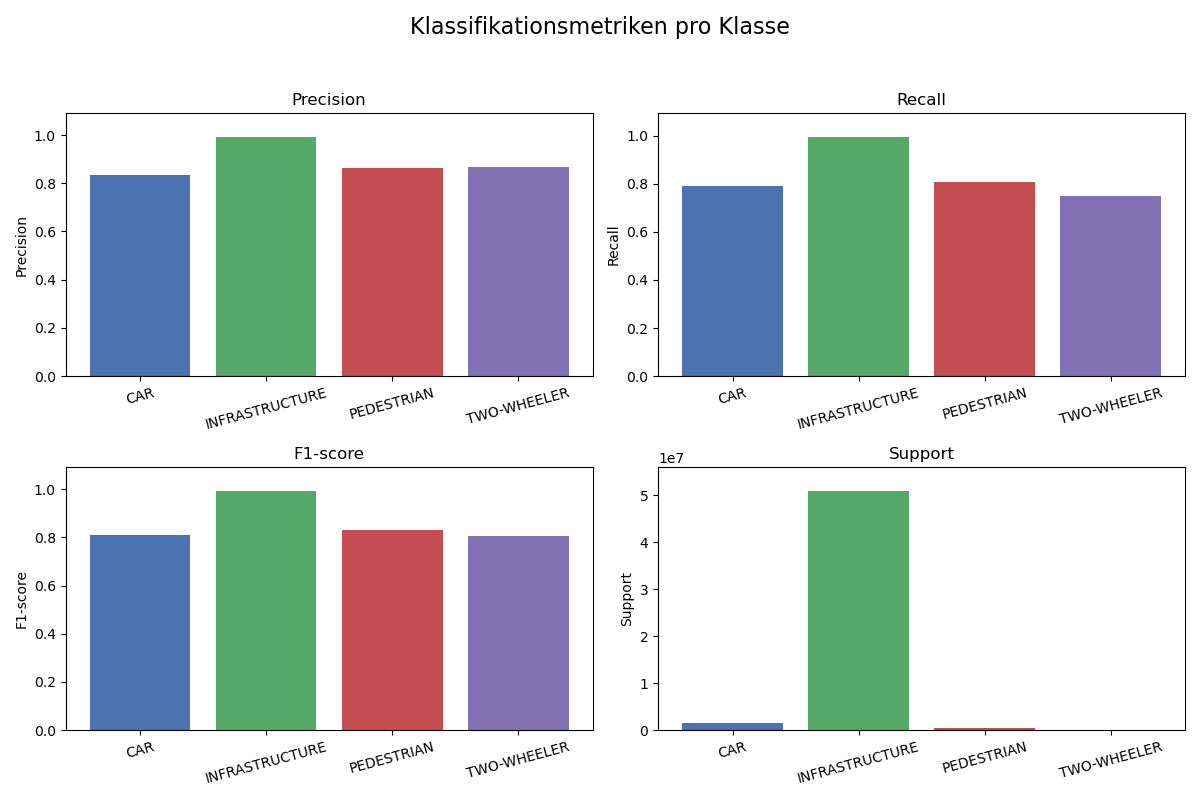 Klassifikationsmetriken pro Klasse
Precision
Precision
1.0
0.8
0.6
0.4
0.2
0.0
CAR
INFRASTRUCTURE
PEDESTRIAN
TWO-WHEELER
Recall
Recall
1.0
0.8
0.6
0.4
0.2
0.0
CAR
INFRASTRUCTURE
PEDESTRIAN
TWO-WHEELER
F1-score
F1-score
1.0
0.8
0.6
0.4
0.2
0.0
CAR
INFRASTRUCTURE
PEDESTRIAN
TWO-WHEELER
Support
1e7
Support
5
4
3
2
1
0
CAR
INFRASTRUCTURE
PEDESTRIAN
TWO-WHEELER